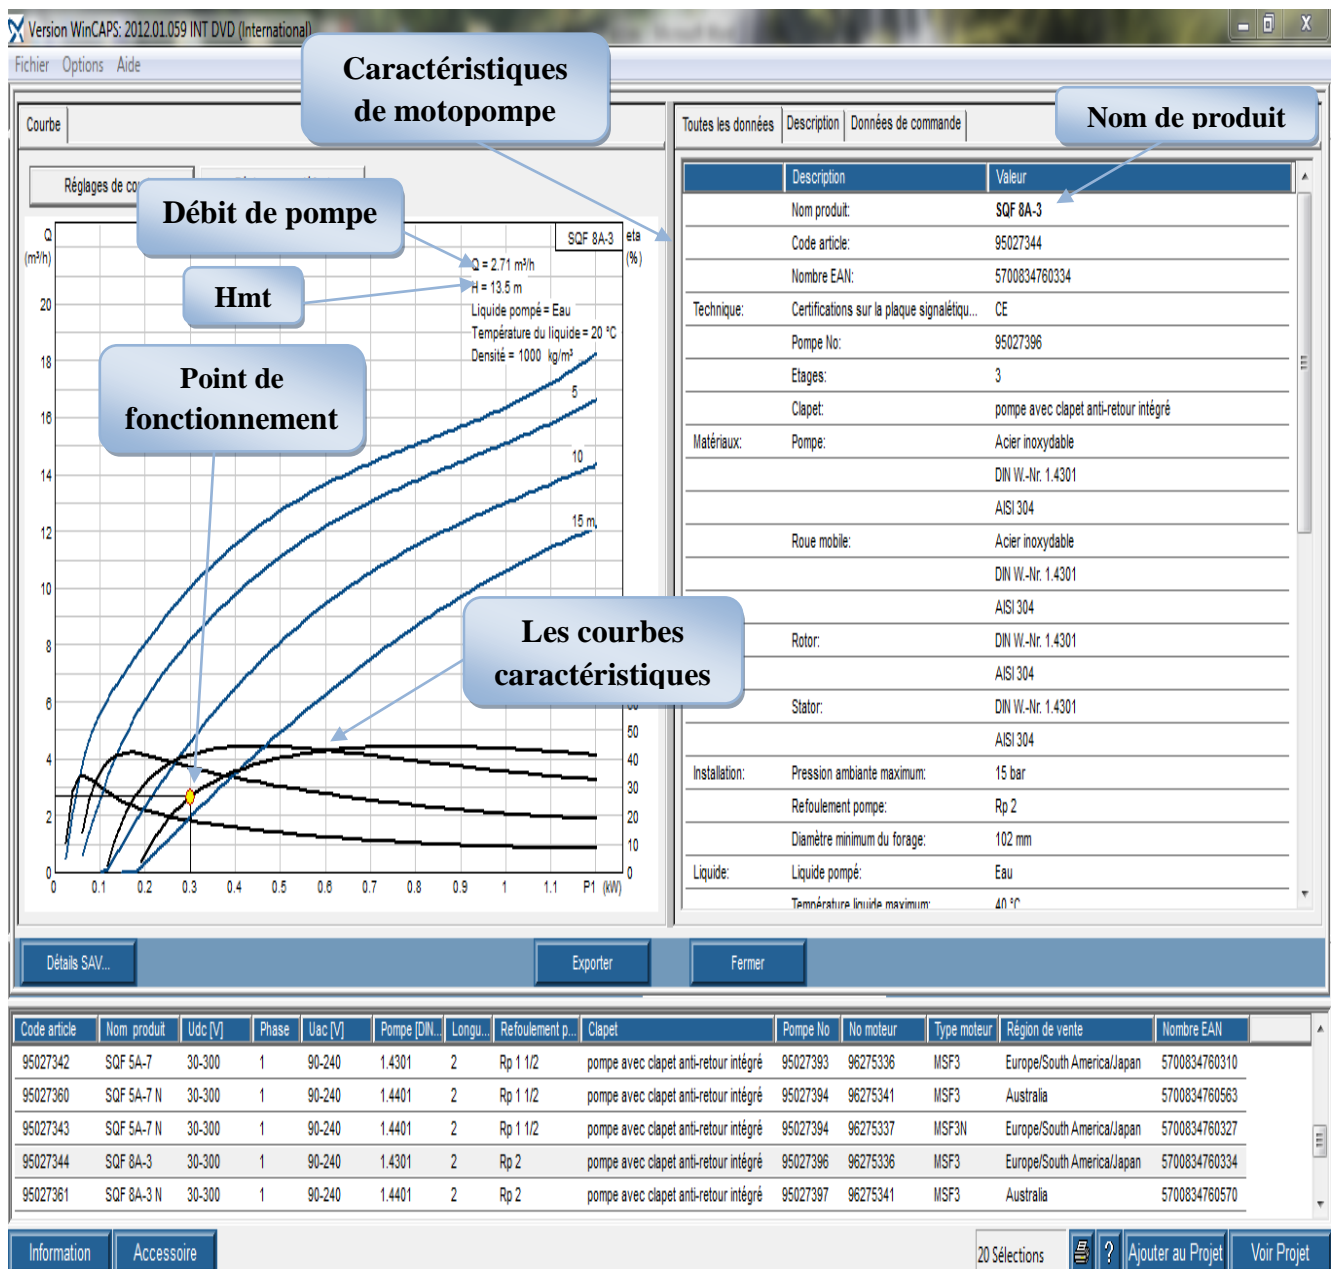 Version WinCAPS: 2012.01.059 INT DVD (International)
Fichier Options Aide
Caractéristiques
de motopompe
Nom de produit
Courbe
Réglages de co
Débit de pompe
Hmt
Point de
fonctionnement
Les courbes
caractéristiques
Q
(m³/h)
SQF 8A-3
eta
(%)
Q = 2.71 m³/h
H = 13.5 m
Liquide pompé = Eau
Température du liquide = 20 °C
Densité = 1000 kg/m³
5
10
15 m
20
18
16
14
12
10
8
6
4
2
0
50
40
30
20
10
0
0 0.1 0.2 0.3 0.4 0.5 0.6 0.7 0.8 0.9 1 1.1 P1 (kW)
Toutes les données Description Données de commande
Description Valeur
Nom produit: SQF 8A-3
Code article: 95027344
Nombre EAN: 5700834760334
Technique: Certifications sur la plaque signalétiqu... CE
Pompe No: 95027396
Etages: 3
Clapet: pompe avec clapet anti-retour intégré
Matériaux: Pompe: Acier inoxydable
DIN W.-Nr. 1.4301
AISI 304
Roue mobile: Acier inoxydable
DIN W.-Nr. 1.4301
AISI 304
Rotor: DIN W.-Nr. 1.4301
AISI 304
Stator: DIN W.-Nr. 1.4301
AISI 304
Installation: Pression ambiante maximum: 15 bar
Refoulement pompe: Rp 2
Diamètre minimum du forage: 102 mm
Liquide: Liquide pompé: Eau
Température liquide maximum: 40 °C
Détails SAV... Exporter Fermer
Code article Nom produit Udc [V] Phase Uac [V] Pompe [DIN... Longu... Refoulement p... Clapet Pompe No No moteur Type moteur Région de vente Nombre EAN
95027342 SQF 5A-7 30-300 1 90-240 1.4301 2 Rp 1 1/2 pompe avec clapet anti-retour intégré 95027393 96275336 MSF3 Europe/South America/Japan 5700834760310
95027360 SQF 5A-7 N 30-300 1 90-240 1.4401 2 Rp 1 1/2 pompe avec clapet anti-retour intégré 95027394 96275341 MSF3 Australia 5700834760563
95027343 SQF 5A-7 N 30-300 1 90-240 1.4401 2 Rp 1 1/2 pompe avec clapet anti-retour intégré 95027394 96275337 MSF3N Europe/South America/Japan 5700834760327
95027344 SQF 8A-3 30-300 1 90-240 1.4301 2 Rp 2 pompe avec clapet anti-retour intégré 95027396 96275336 MSF3 Europe/South America/Japan 5700834760334
95027361 SQF 8A-3 N 30-300 1 90-240 1.4401 2 Rp 2 pompe avec clapet anti-retour intégré 95027397 96275341 MSF3 Australia 5700834760570
Information Accessoire 20 Sélections ? Ajouter au Projet Voir Projet